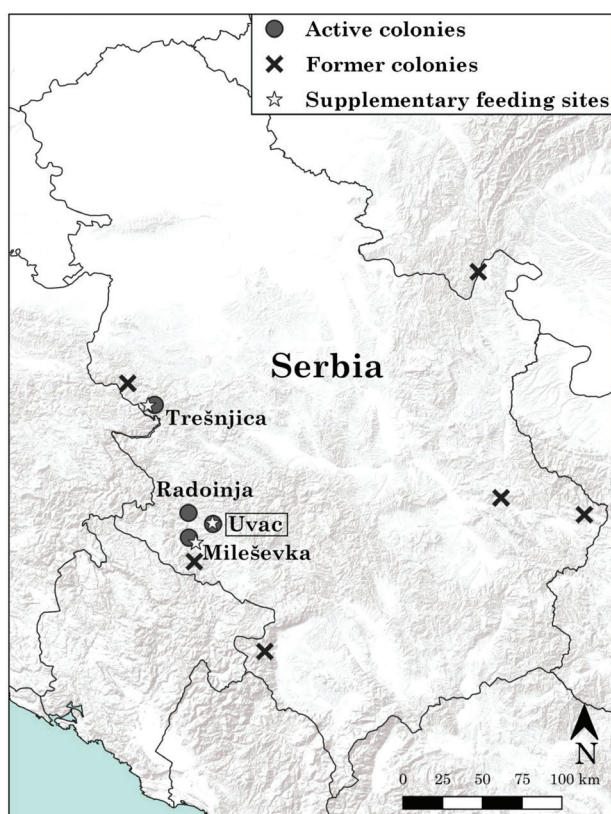 Active colonies
Former colonies
Supplementary feeding sites
Serbia
Trešnjica
Radoinja
Uvac
Mileševka
N
0 25 50 75 100 km